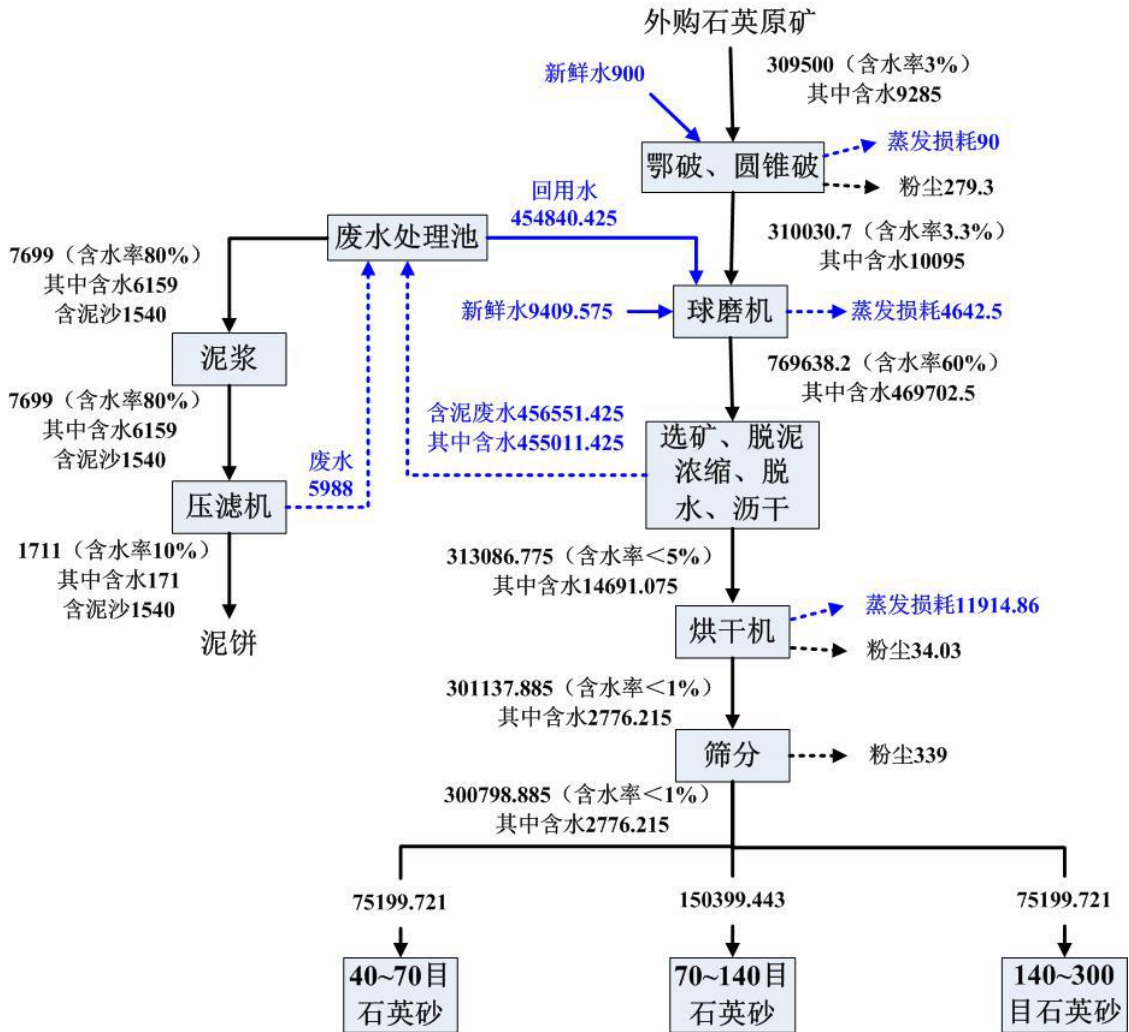 外购石英原矿
309500（含水率3%）
其中含水9285
新鲜水900
鄂破、圆锥破
蒸发损耗90
粉尘279.3
310030.7（含水率3.3%）
其中含水10095
回用水
454840.425
废水处理池
7699（含水率80%）
其中含水6159
含泥沙1540
新鲜水9409.575
球磨机
蒸发损耗4642.5
泥浆
769638.2（含水率60%）
其中含水469702.5
7699（含水率80%）
其中含水6159
含泥沙1540
含泥废水456551.425
其中含水455011.425
选矿、脱泥
浓缩、脱
水、沥干
废水
5988
压滤机
1711（含水率10%）
其中含水171
含泥沙1540
泥饼
313086.775（含水率＜5%）
其中含水14691.075
烘干机
蒸发损耗11914.86
粉尘34.03
301137.885（含水率＜1%）
其中含水2776.215
筛分
粉尘339
300798.885（含水率＜1%）
其中含水2776.215
75199.721
150399.443
75199.721
40~70目
石英砂
70~140目
石英砂
140~300
目石英砂